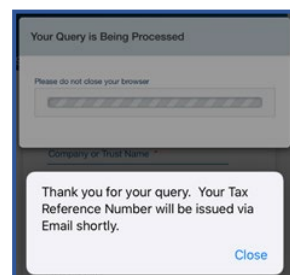 Your Query is Being Processed
Please do not close your browser
Company or Trust Name *
Thank you for your query. Your Tax
Reference Number will be issued via
Email shortly.
Close